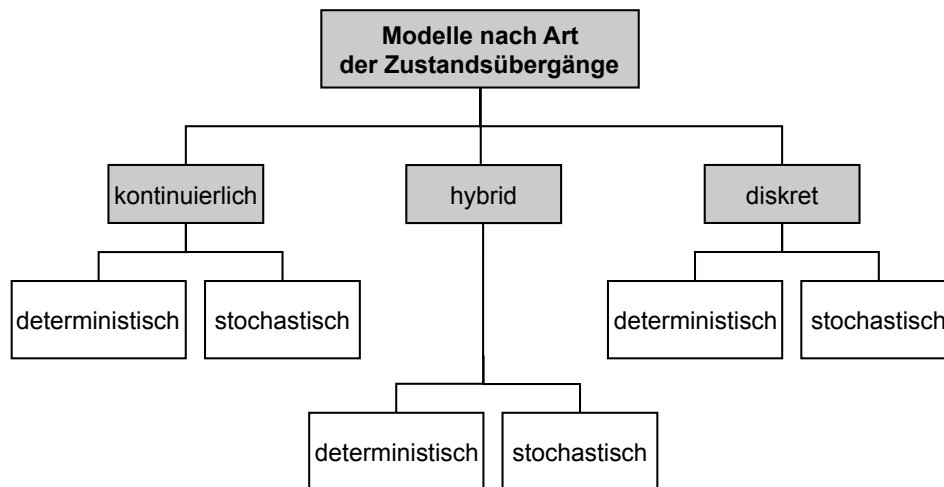 Modelle nach Art
der Zustandsübergänge
kontinuierlich
hybrid
diskret
deterministisch
stochastisch
deterministisch
stochastisch
deterministisch
stochastisch